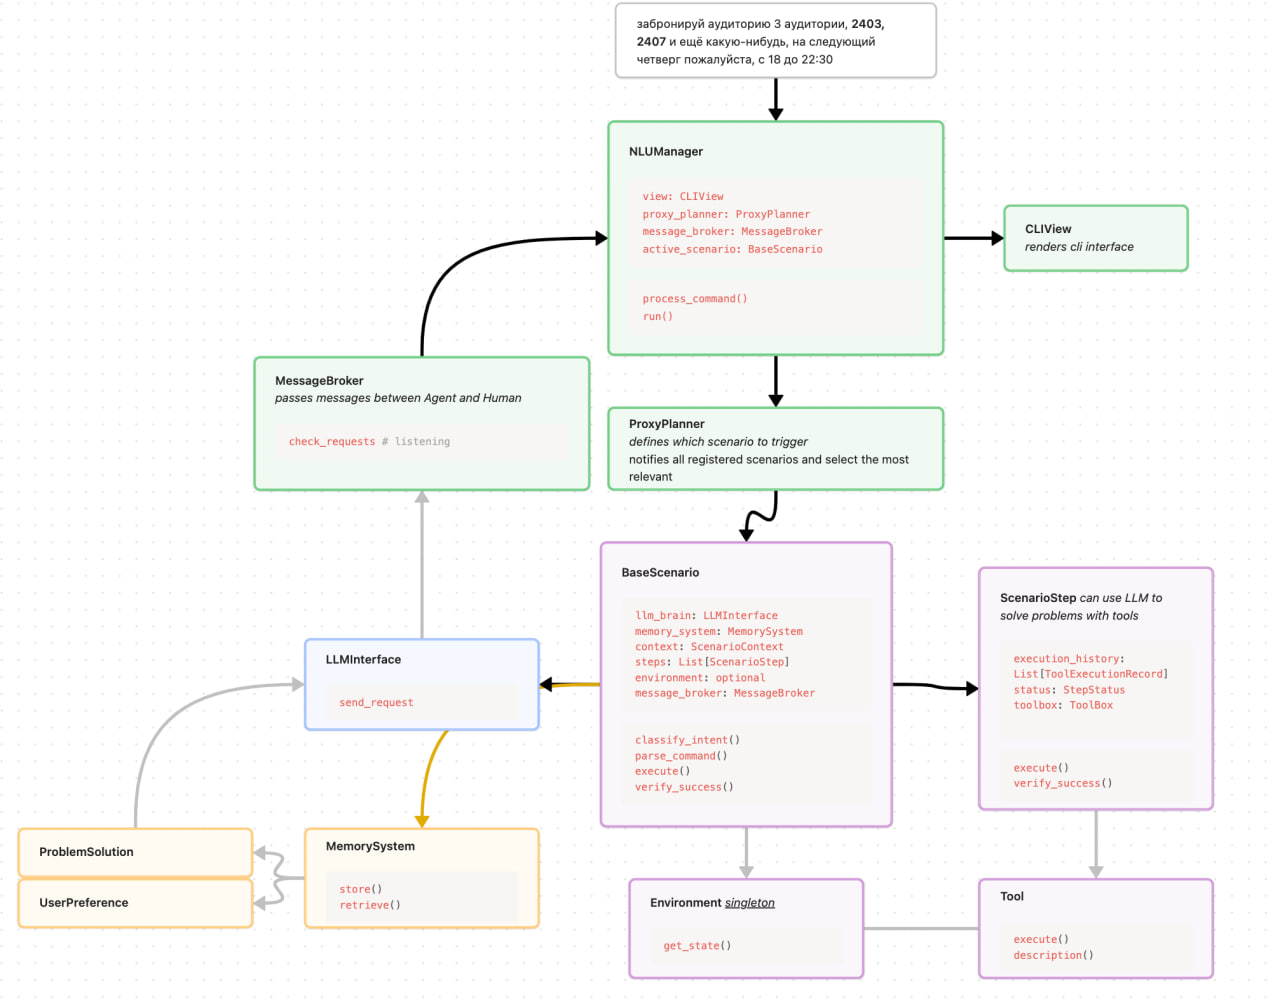 забронируй аудиторию 3 аудитории, 2403,
2407 и ещё какую-нибудь, на следующий
четверг пожалуйста, с 18 до 22:30
NLUManager
view: CLIView
proxy_planner: ProxyPlanner
message_broker: MessageBroker
active_scenario: BaseScenario
process_command()
run()
CLIView
renders cli interface
MessageBroker
passes messages between Agent and Human
check_requests # listening
ProxyPlanner
defines which scenario to trigger
notifies all registered scenarios and select the most
relevant
BaseScenario
llm_brain: LLMInterface
memory_system: MemorySystem
context: ScenarioContext
steps: List[ScenarioStep]
environment: optional
message_broker: MessageBroker
classify_intent()
parse_command()
execute()
verify_success()
ScenarioStep can use LLM to
solve problems with tools
execution_history:
List[ToolExecutionRecord]
status: StepStatus
toolbox: ToolBox
execute()
verify_success()
LLMInterface
send_request
ProblemSolution
UserPreference
MemorySystem
store()
retrieve()
Environment singleton
get_state()
Tool
execute()
description()